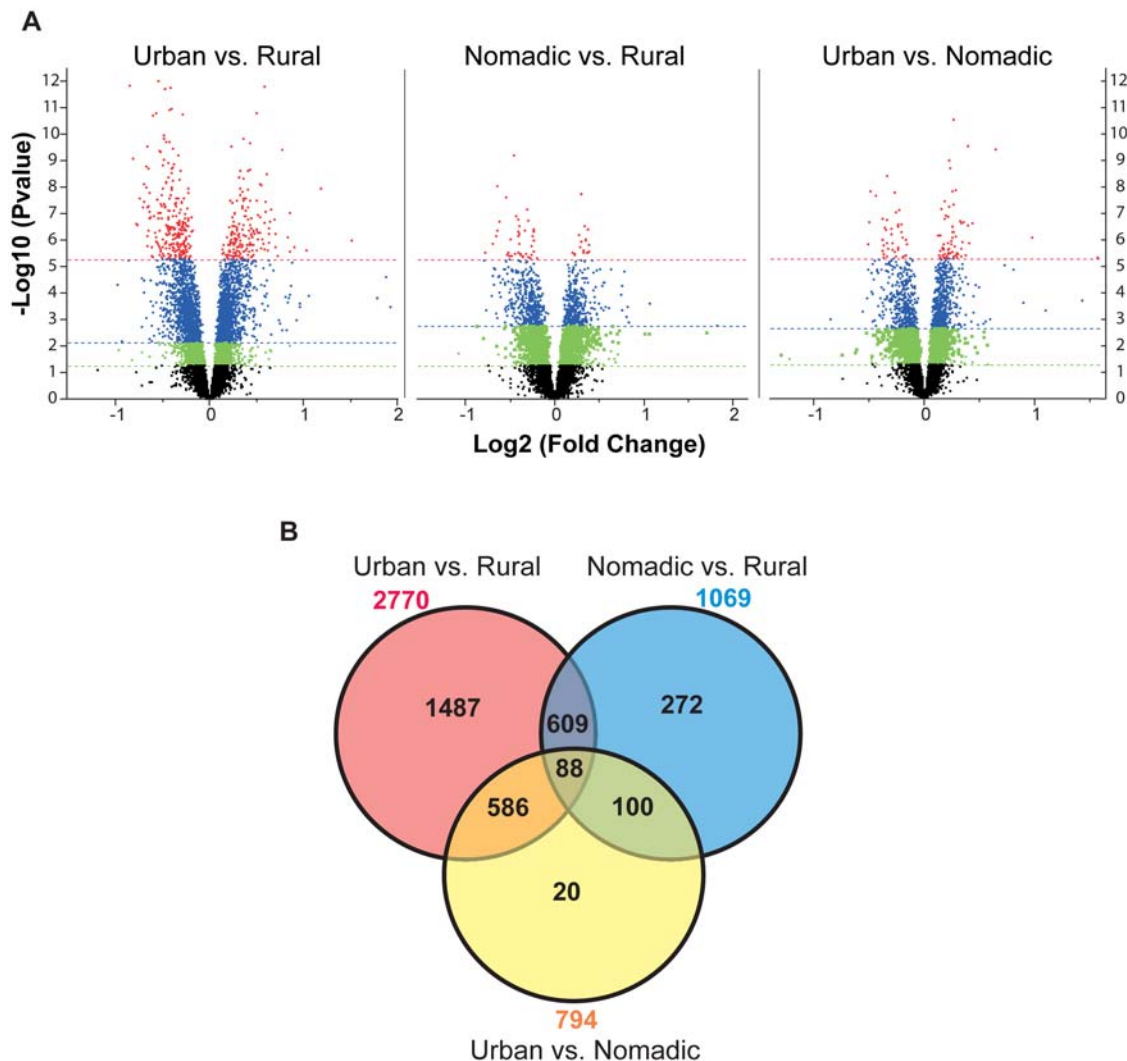 A
Urban vs. Rural
Nomadic vs. Rural
Urban vs. Nomadic
-Log10 (Pvalue)
12
11
10
9
8
7
6
5
4
3
2
1
0
12
11
10
9
8
7
6
5
4
3
2
1
0
-1 0 1 2
-1 0 1 2
-1 0 1
Log2 (Fold Change)
B
Urban vs. Rural
2770
Nomadic vs. Rural
1069
1487
609
272
88
586
100
20
794
Urban vs. Nomadic